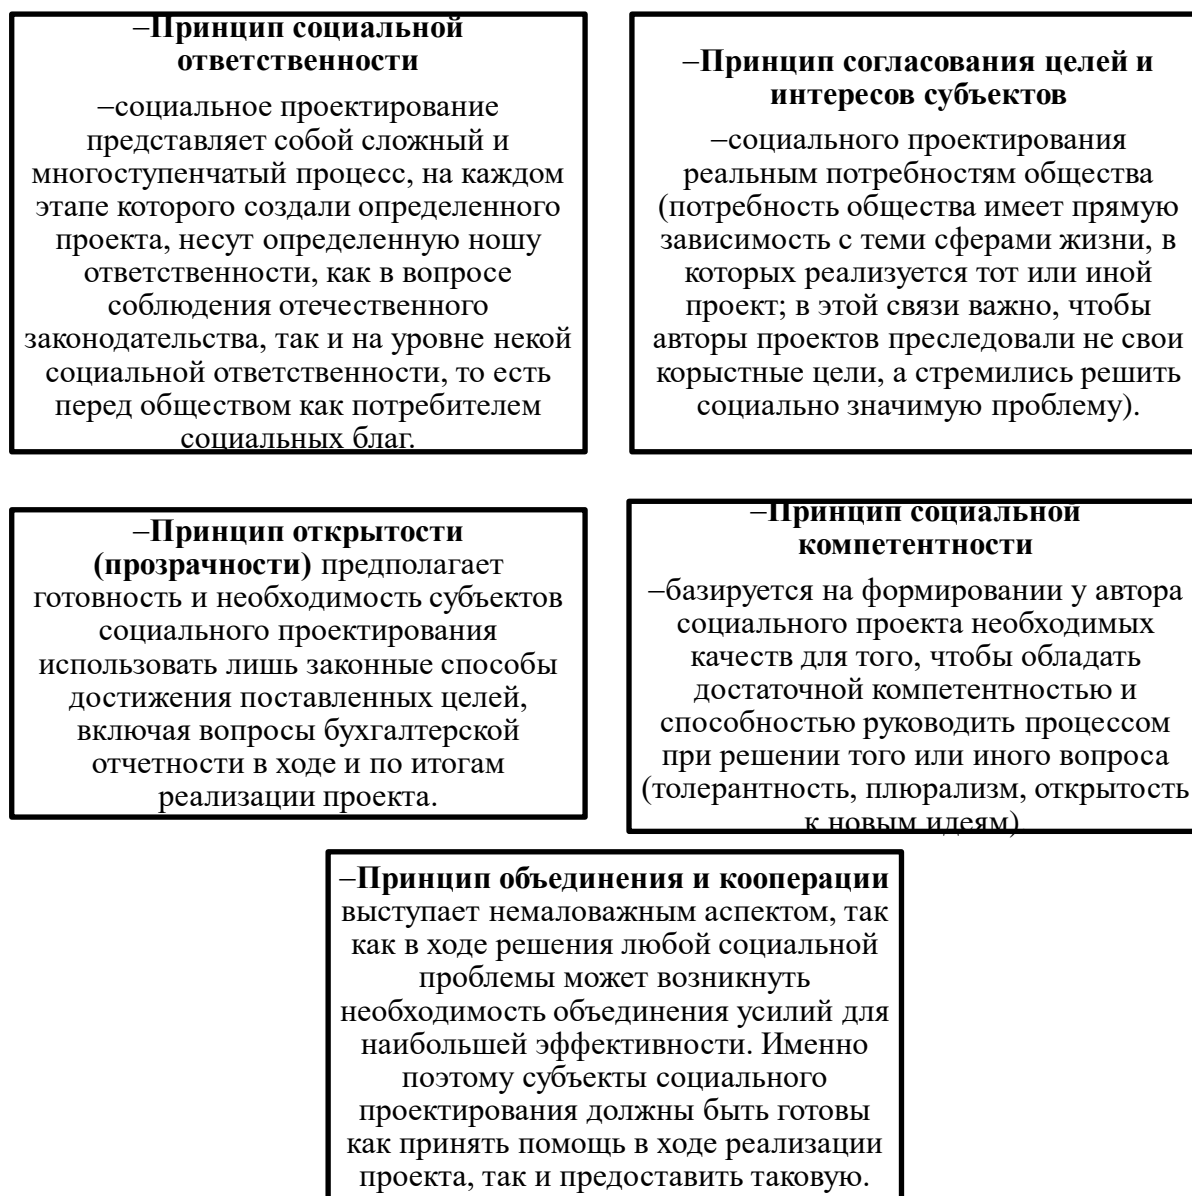 –Принцип социальной
ответственности
–социальное проектирование
представляет собой сложный и
многоступенчатый процесс, на каждом
этапе которого создали определенного
проекта, несут определенную ношу
ответственности, как в вопросе
соблюдения отечественного
законодательства, так и на уровне некой
социальной ответственности, то есть
перед обществом как потребителем
социальных благ.
–Принцип согласования целей и
интересов субъектов
–социального проектирования
реальным потребностям общества
(потребность общества имеет прямую
зависимость с теми сферами жизни, в
которых реализуется тот или иной
проект; в этой связи важно, чтобы
авторы проектов преследовали не свои
корыстные цели, а стремились решить
социально значимую проблему).
–Принцип открытости
(прозрачности) предполагает
готовность и необходимость субъектов
социального проектирования
использовать лишь законные способы
достижения поставленных целей,
включая вопросы бухгалтерской
отчетности в ходе и по итогам
реализации проекта.
–Принцип социальной
компетентности
–базируется на формировании у автора
социального проекта необходимых
качеств для того, чтобы обладать
достаточной компетентностью и
способностью руководить процессом
при решении того или иного вопроса
(толерантность, плюрализм, открытость
к новым идеям)
–Принцип объединения и кооперации
выступает немаловажным аспектом, так
как в ходе решения любой социальной
проблемы может возникнуть
необходимость объединения усилий для
наибольшей эффективности. Именно
поэтому субъекты социального
проектирования должны быть готовы
как принять помощь в ходе реализации
проекта, так и предоставить таковую.